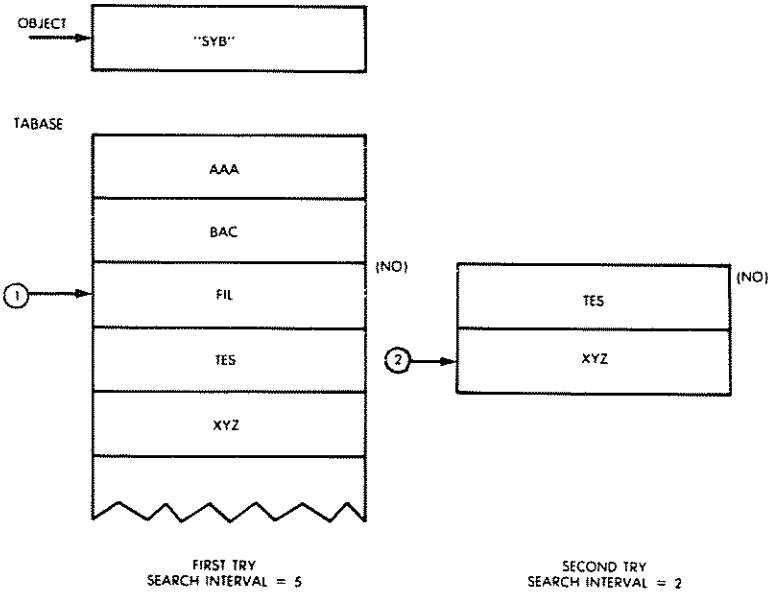 OBJECT
"SYB"
TABASE
AAA
BAC
(NO)
1
FIL
TES
XYZ
(NO)
TES
2
XYZ
FIRST TRY
SEARCH INTERVAL = 5
SECOND TRY
SEARCH INTERVAL = 2